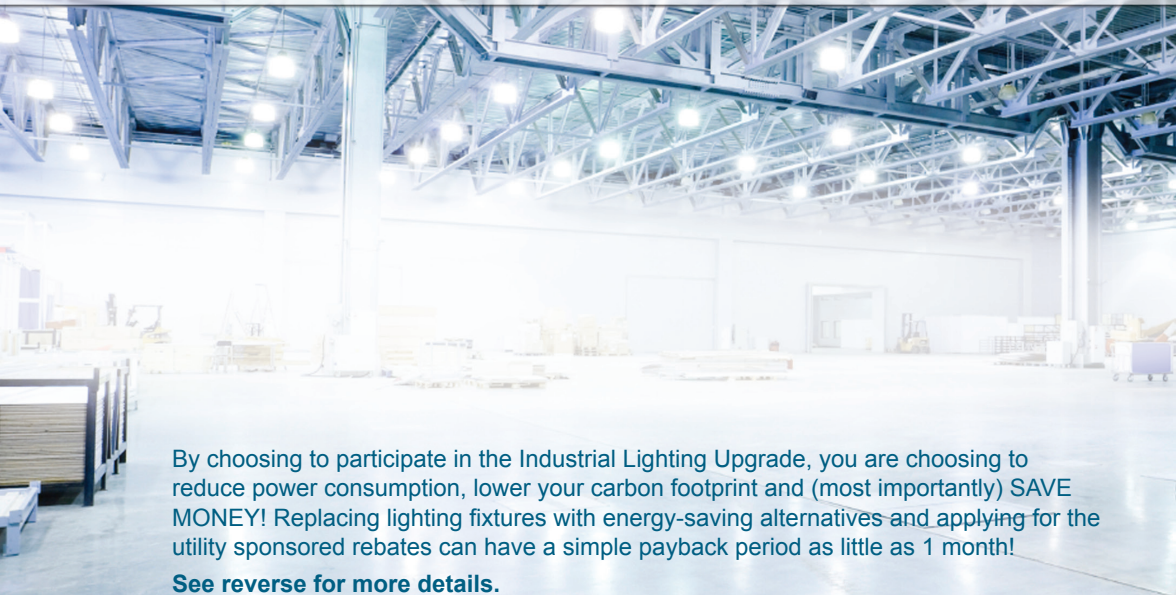 By choosing to participate in the Industrial Lighting Upgrade, you are choosing to
reduce power consumption, lower your carbon footprint and (most importantly) SAVE
MONEY! Replacing lighting fixtures with energy-saving alternatives and applying for the
utility sponsored rebates can have a simple payback period as little as 1 month!
See reverse for more details.